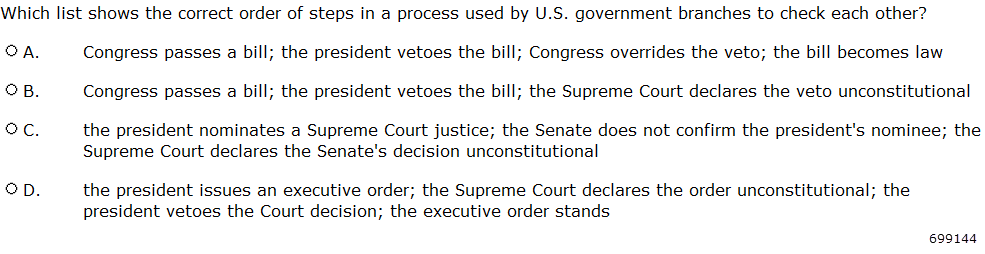 Which list shows the correct order of steps in a process used by U.S. government branches to check each other?
A. Congress passes a bill; the president vetoes the bill; Congress overrides the veto; the bill becomes law
B. Congress passes a bill; the president vetoes the bill; the Supreme Court declares the veto unconstitutional
C. the president nominates a Supreme Court justice; the Senate does not confirm the president's nominee; the
Supreme Court declares the Senate's decision unconstitutional
D. the president issues an executive order; the Supreme Court declares the order unconstitutional; the
president vetoes the Court decision; the executive order stands
699144